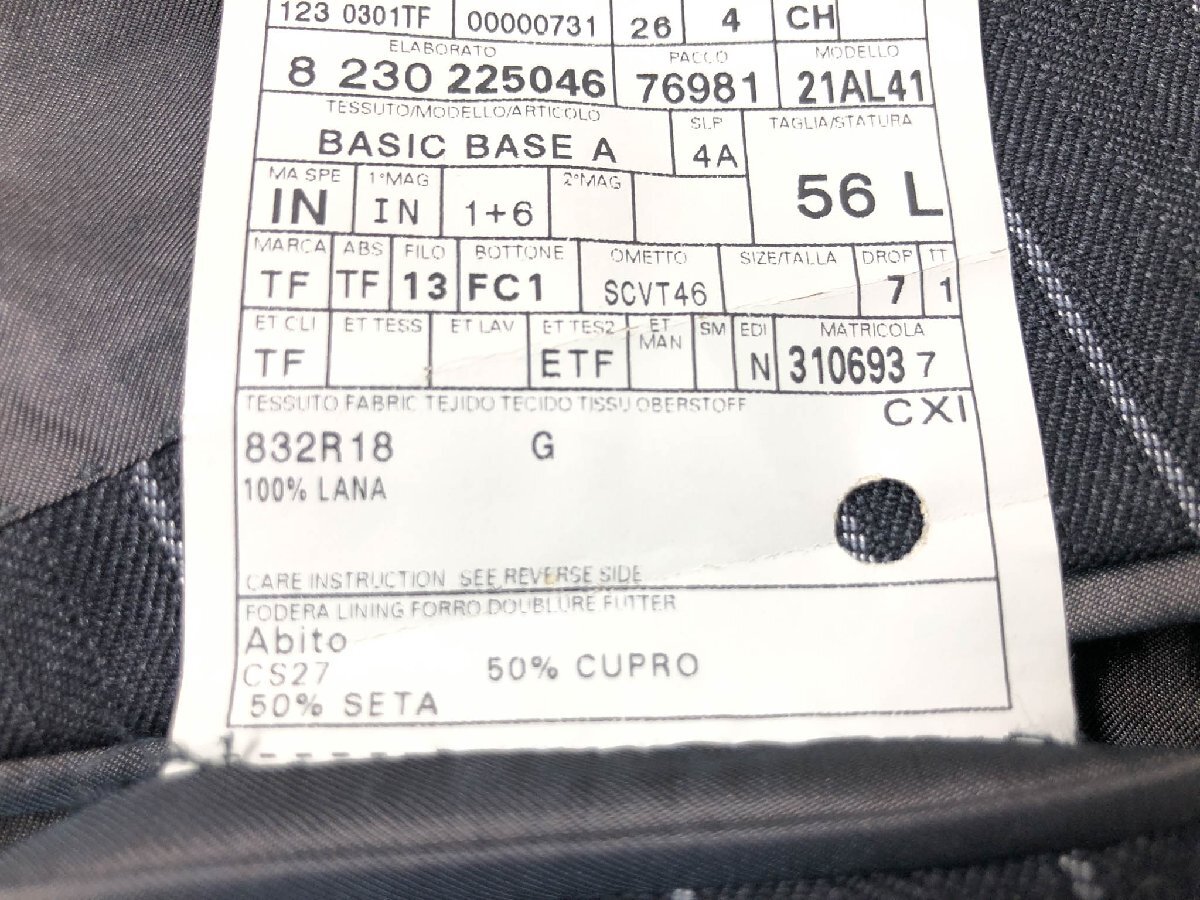 123 0301TF 00000731 26 4 CH
ELABORATO PACCO MODELLO
8 230 225046 76981 21AL41
TESSUTO/MODELLO/ARTICOLO SLP TAGLIA/STATURA
BASIC BASE A 4A 56 L
MA SPE 1°MAG 2°MAG
IN IN 1+6
MARCA ABS FILO BOTTONE OMETTO SIZE/TALLA DROP TT
TF TF 13 FC1 SCVT46 7 1
ET CLI ET TESS ET LAV ET TES2 ET MAN SM EDI MATRICOLA
TF ETF N 310693 7
TESSUTO FABRIC TEJIDO TECIDO TISSU OBERSTOFF CXI
832R18 G
100% LANA
CARE INSTRUCTION SEE REVERSE SIDE
FODERA LINING FORRO DOUBLURE FUTTER
Abito
CS27 50% CUPRO
50% SETA